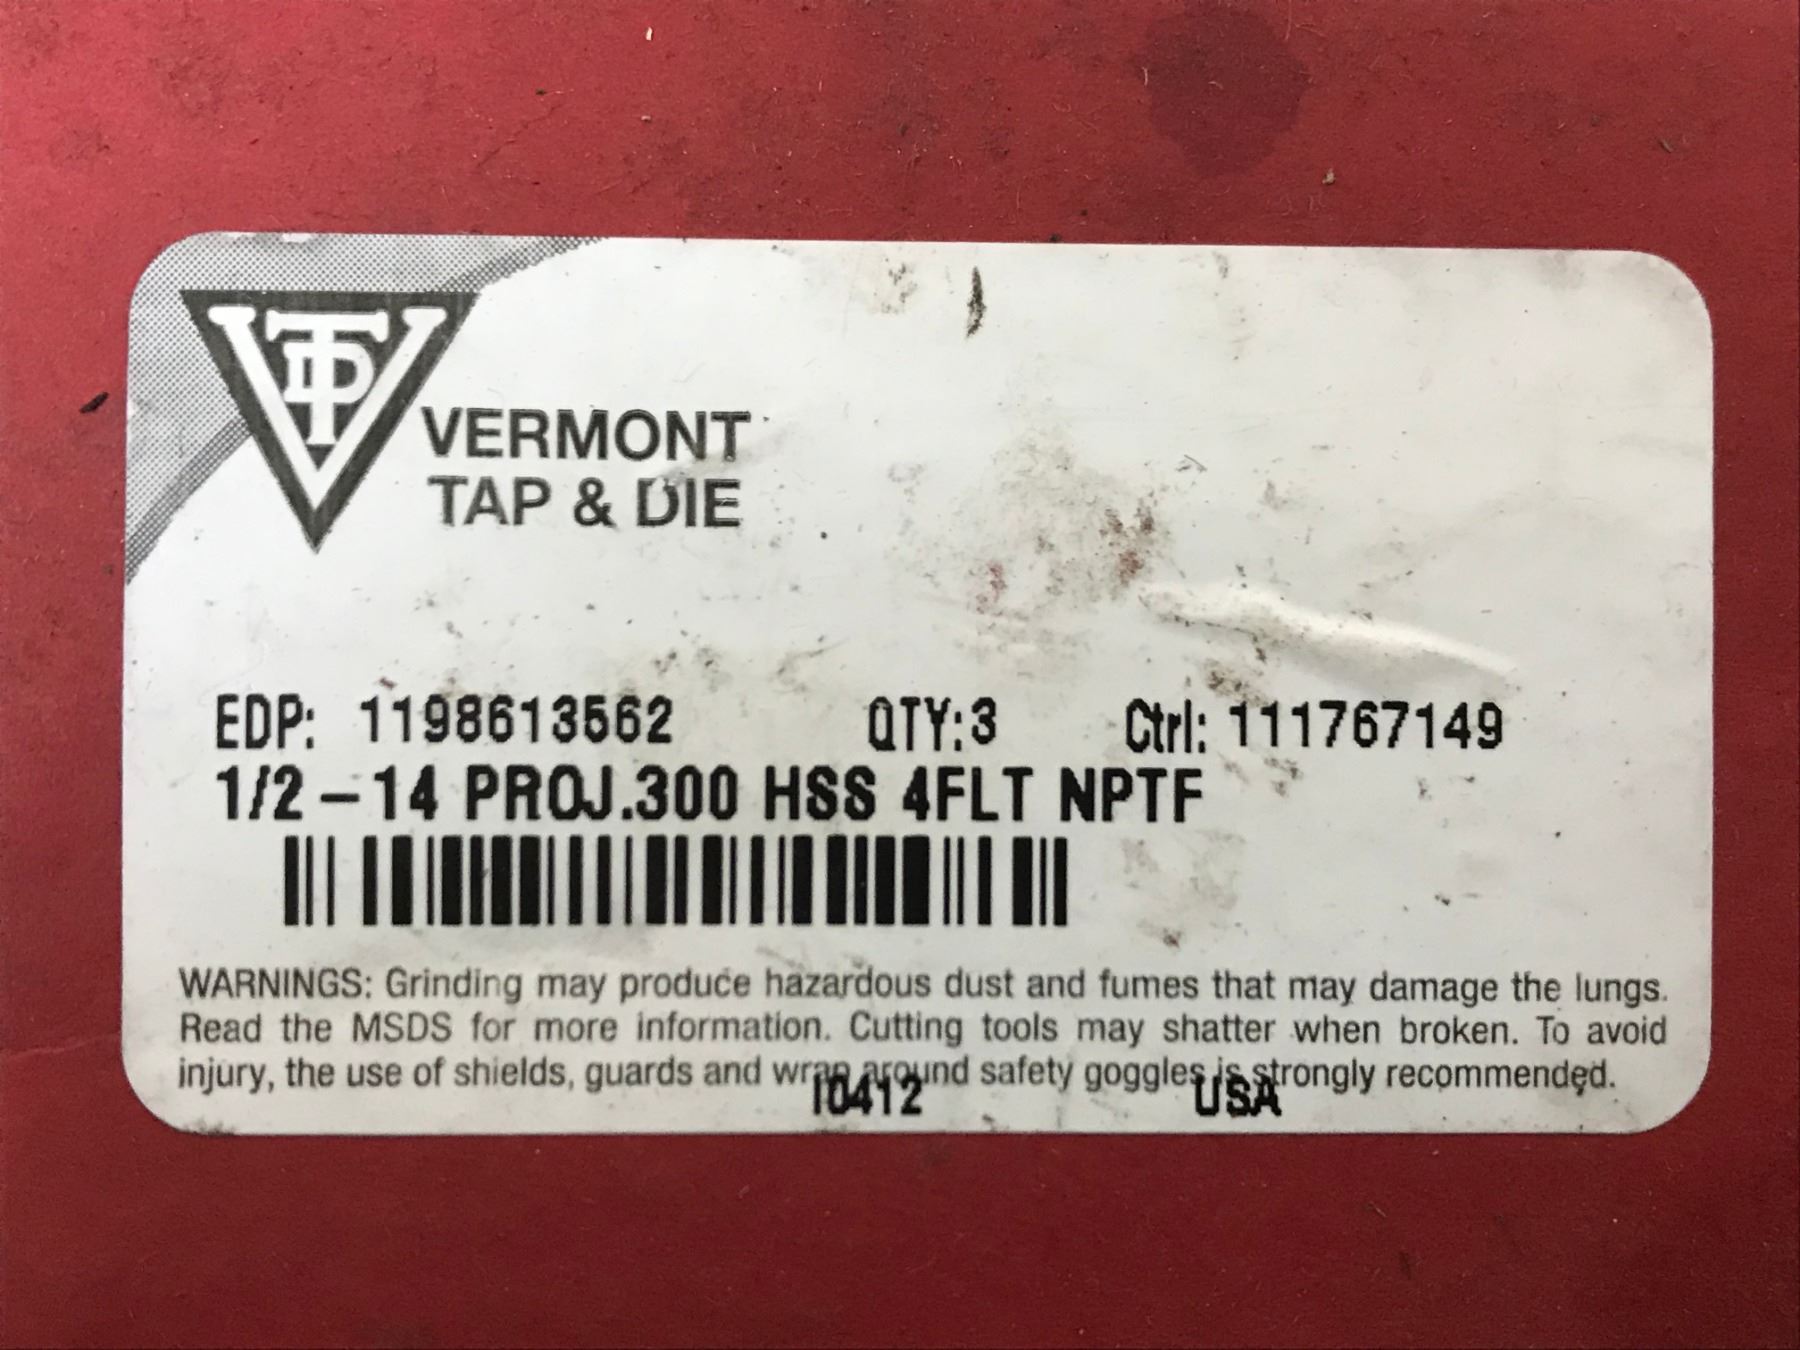 VTD
VERMONT
TAP & DIE
EDP: 1198613562 QTY:3 Ctrl: 111767149
1/2-14 PROJ.300 HSS 4FLT NPTF
WARNINGS: Grinding may produce hazardous dust and fumes that may damage the lungs.
Read the MSDS for more information. Cutting tools may shatter when broken. To avoid
injury, the use of shields, guards and wrap around safety goggles is strongly recommended.
I0412 USA